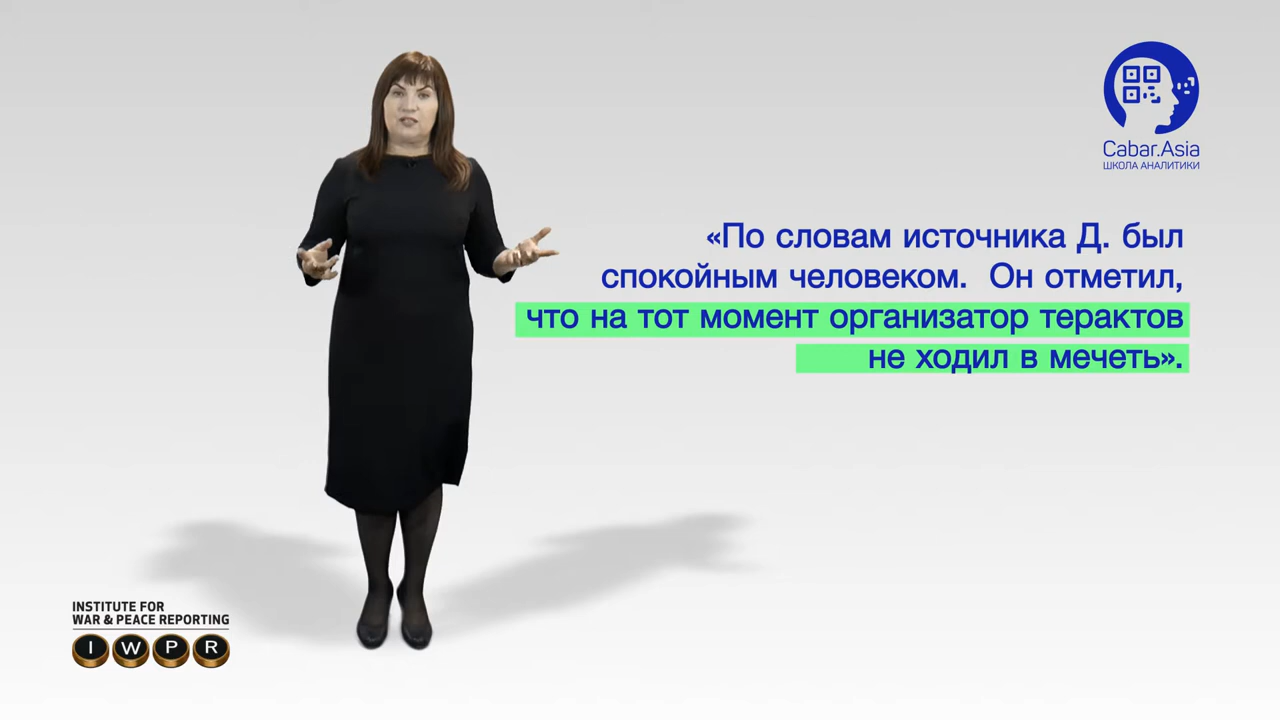 Cabar.Asia
ШКОЛА АНАЛИТИКИ
«По словам источника Д. был
спокойным человеком. Он отметил,
что на тот момент организатор терактов
не ходил в мечеть».
INSTITUTE FOR
WAR & PEACE REPORTING
I W P R